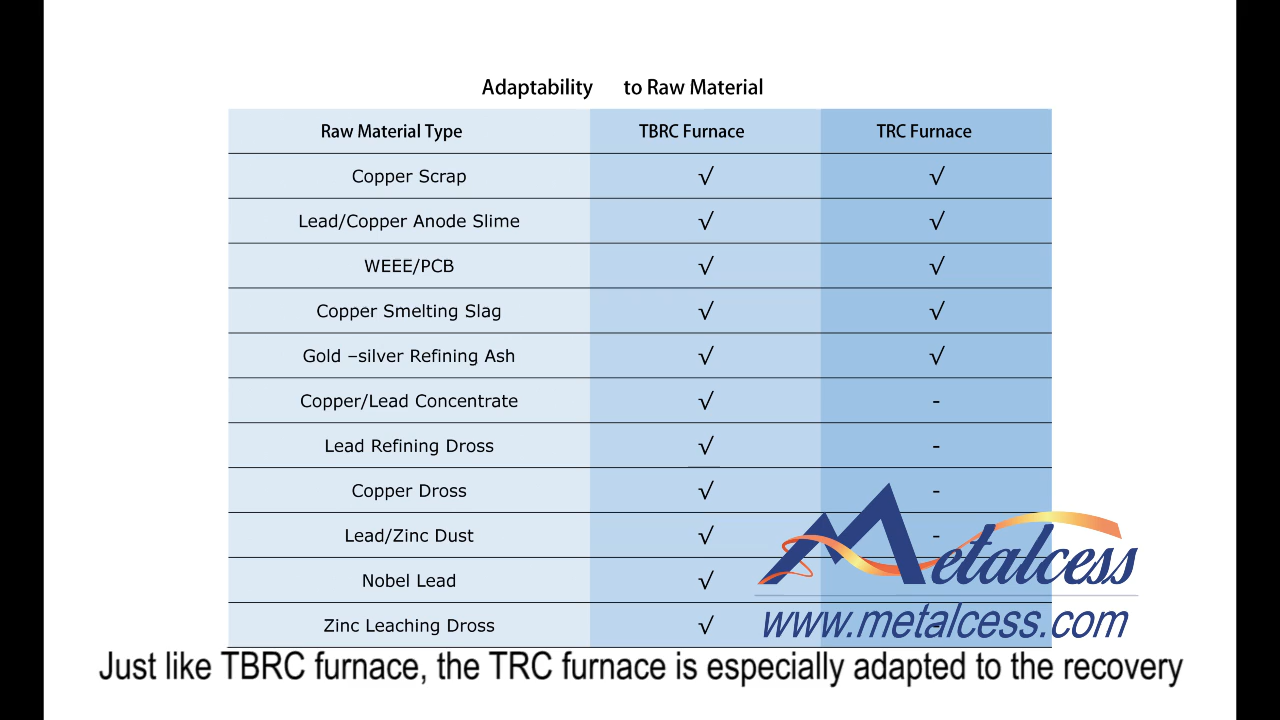 Adaptability to Raw Material
Raw Material Type TBRC Furnace TRC Furnace
Copper Scrap √ √
Lead/Copper Anode Slime √ √
WEEE/PCB √ √
Copper Smelting Slag √ √
Gold –silver Refining Ash √ √
Copper/Lead Concentrate √ -
Lead Refining Dross √ -
Copper Dross √ -
Lead/Zinc Dust √ -
Nobel Lead √
Zinc Leaching Dross √
Metalcess
www.metalcess.com
Just like TBRC furnace, the TRC furnace is especially adapted to the recovery